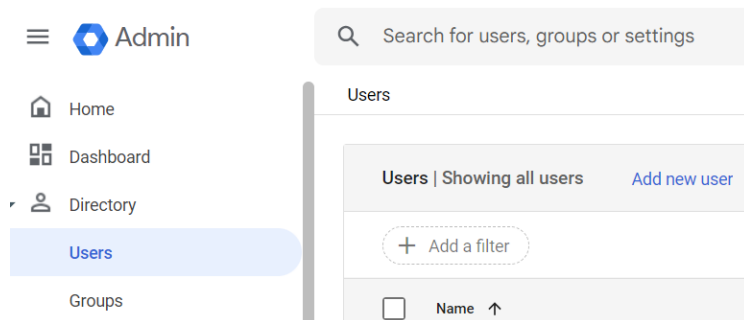 Admin
Search for users, groups or settings
Home
Dashboard
Directory
Users
Groups
Users
Users | Showing all users
Add new user
Add a filter
Name